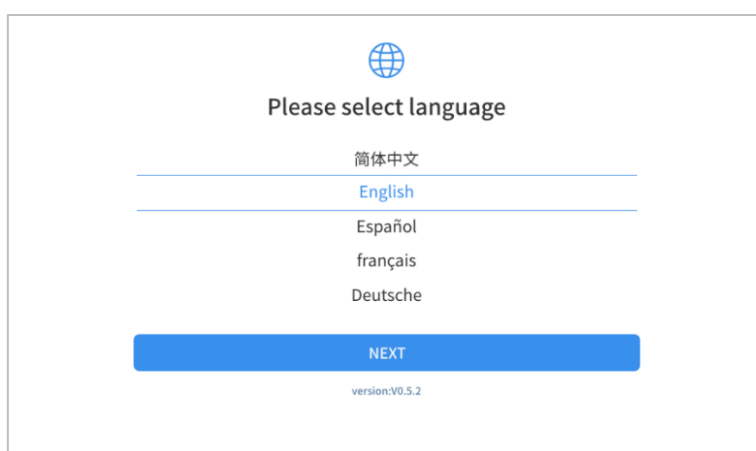 Please select language
简体中文
English
Español
français
Deutsche
NEXT
version:V0.5.2